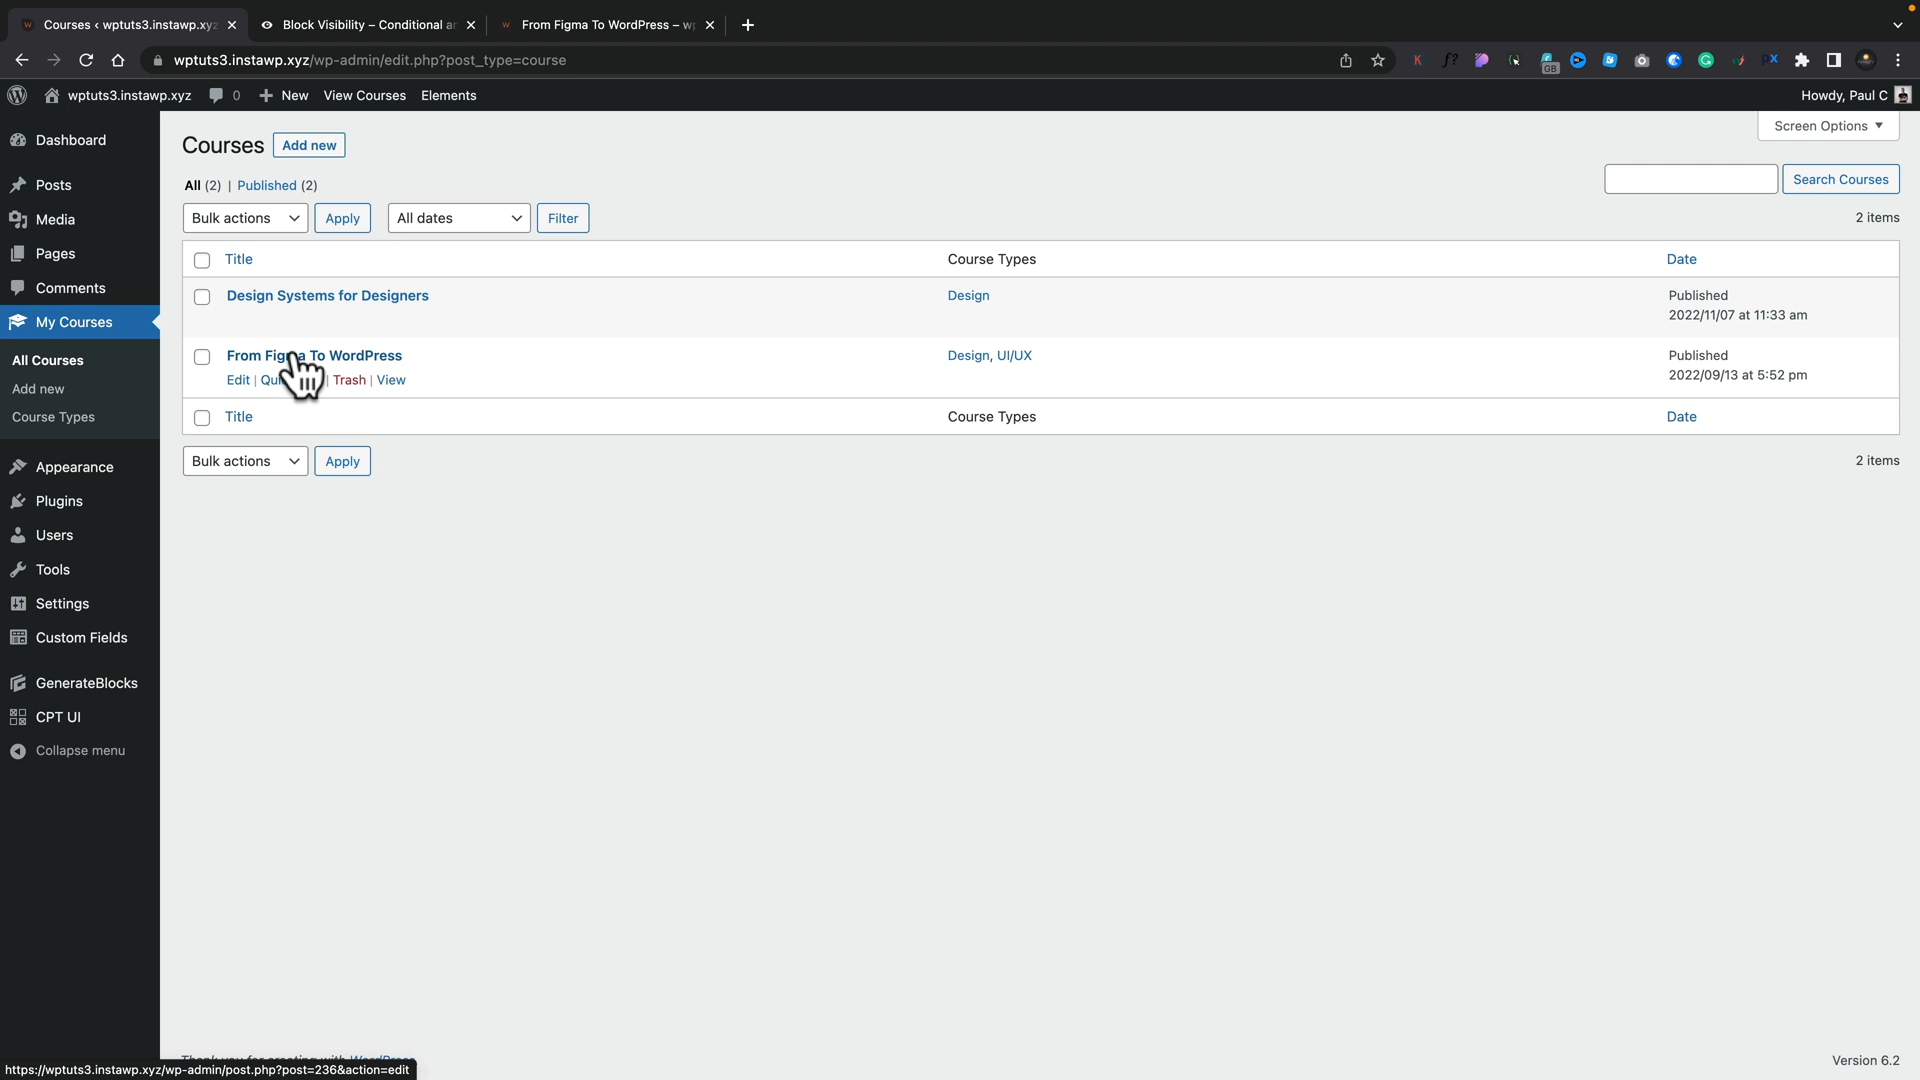 Courses ‹ wptuts3.instawp.xyz
Block Visibility – Conditional
From Figma To WordPress –
wptuts3.instawp.xyz/wp-admin/edit.php?post_type=course
GB
wptuts3.instawp.xyz 0 New View Courses Elements
Howdy, Paul C
Dashboard
Posts
Media
Pages
Comments
My Courses
All Courses
Add new
Course Types
Appearance
Plugins
Users
Tools
Settings
Custom Fields
GenerateBlocks
CPT UI
Collapse menu
Screen Options
Courses Add new
All (2) | Published (2)
Search Courses
Bulk actions Apply All dates Filter
2 items
Title Course Types Date
Design Systems for Designers Design Published
2022/11/07 at 11:33 am
From Figma To WordPress Design, UI/UX Published
Edit | | Trash | View 2022/09/13 at 5:52 pm
Title Course Types Date
Bulk actions Apply
2 items
Version 6.2
https://wptuts3.instawp.xyz/wp-admin/post.php?post=236&action=edit